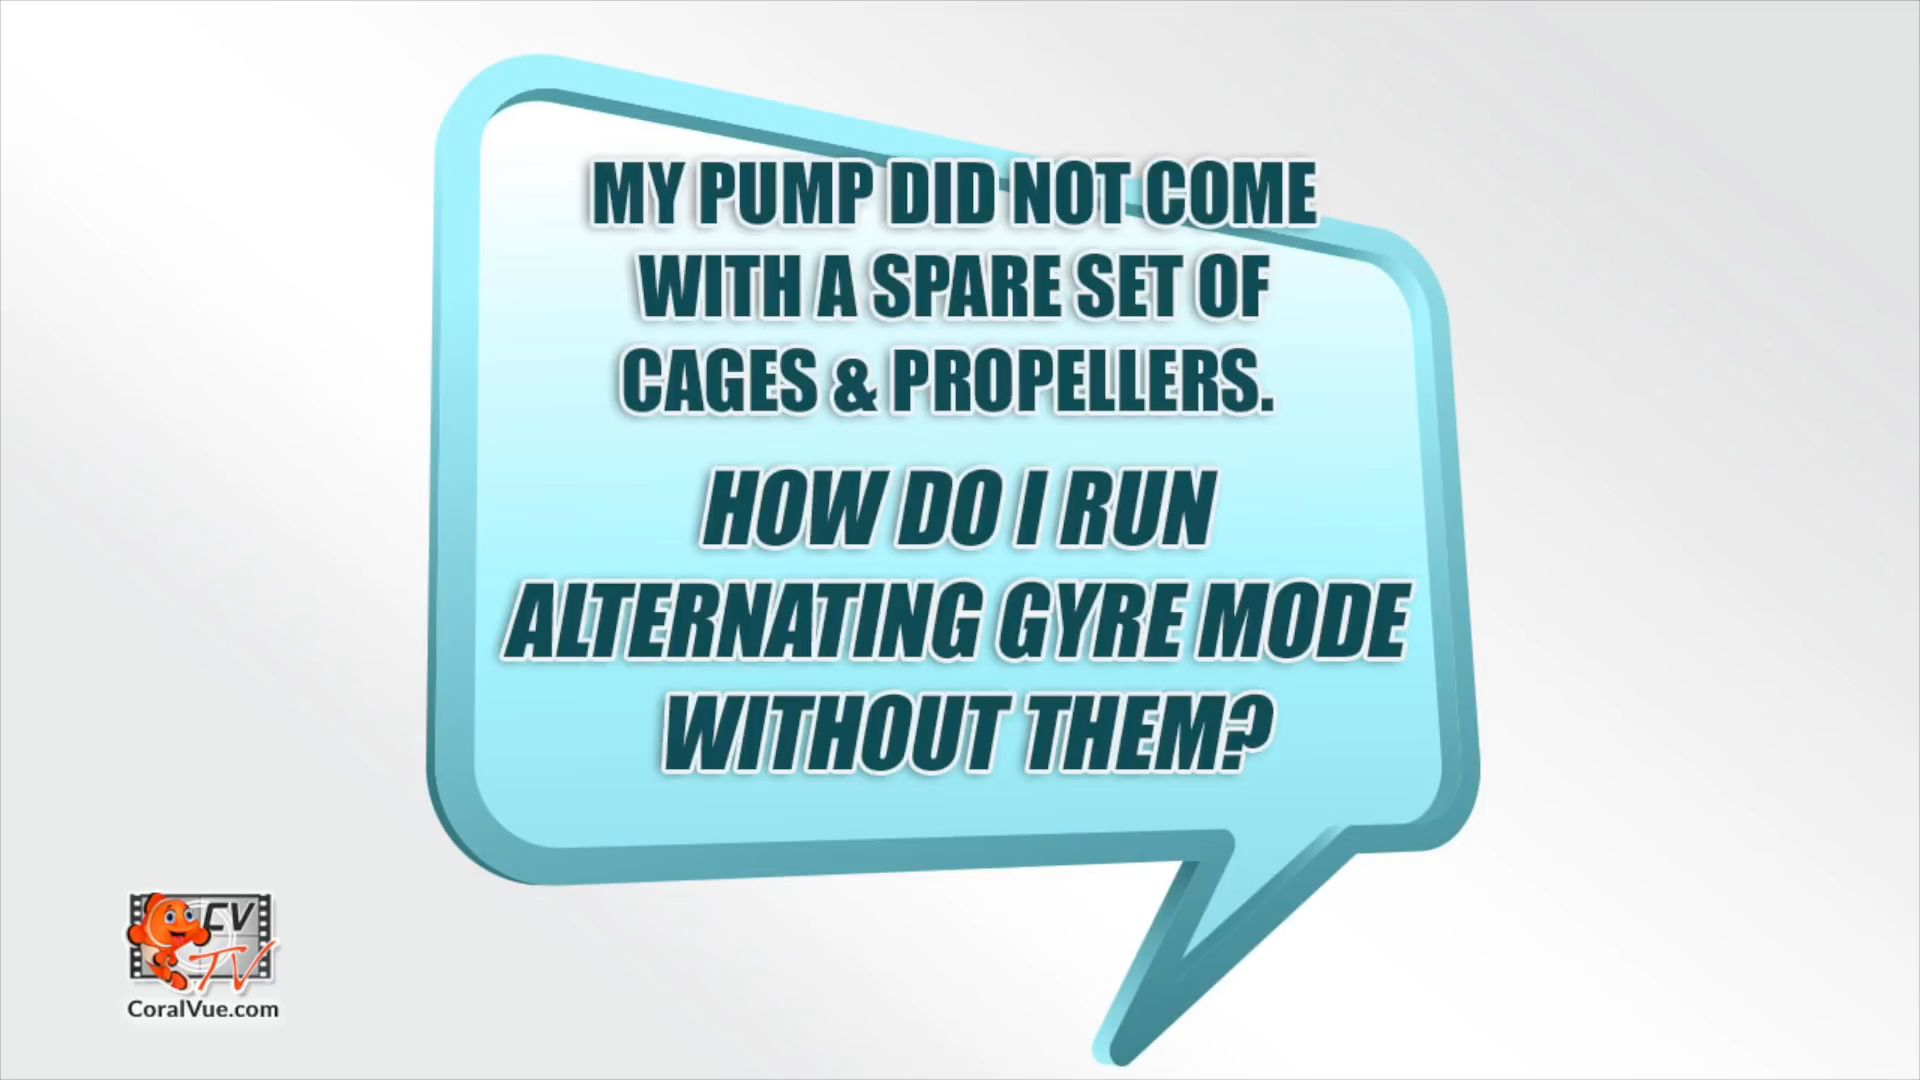 MY PUMP DID NOT COME
WITH A SPARE SET OF
CAGES & PROPELLERS.
HOW DO I RUN
ALTERNATING GYRE MODE
WITHOUT THEM?
CV
TV
CoralVue.com